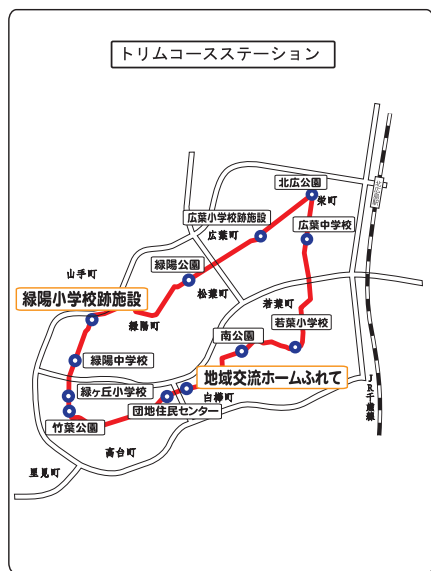 トリムコースステーション
北広公園
栄町
広葉小学校跡施設
広葉中学校
広葉町
緑陽公園
山手町
松葉町
緑陽小学校跡施設
若葉町
緑陽町
若葉小学校
南公園
緑陽中学校
地域交流ホームふれて
緑ヶ丘小学校
白樺町
団地住民センター
竹葉公園
高台町
里見町
JR千歳線